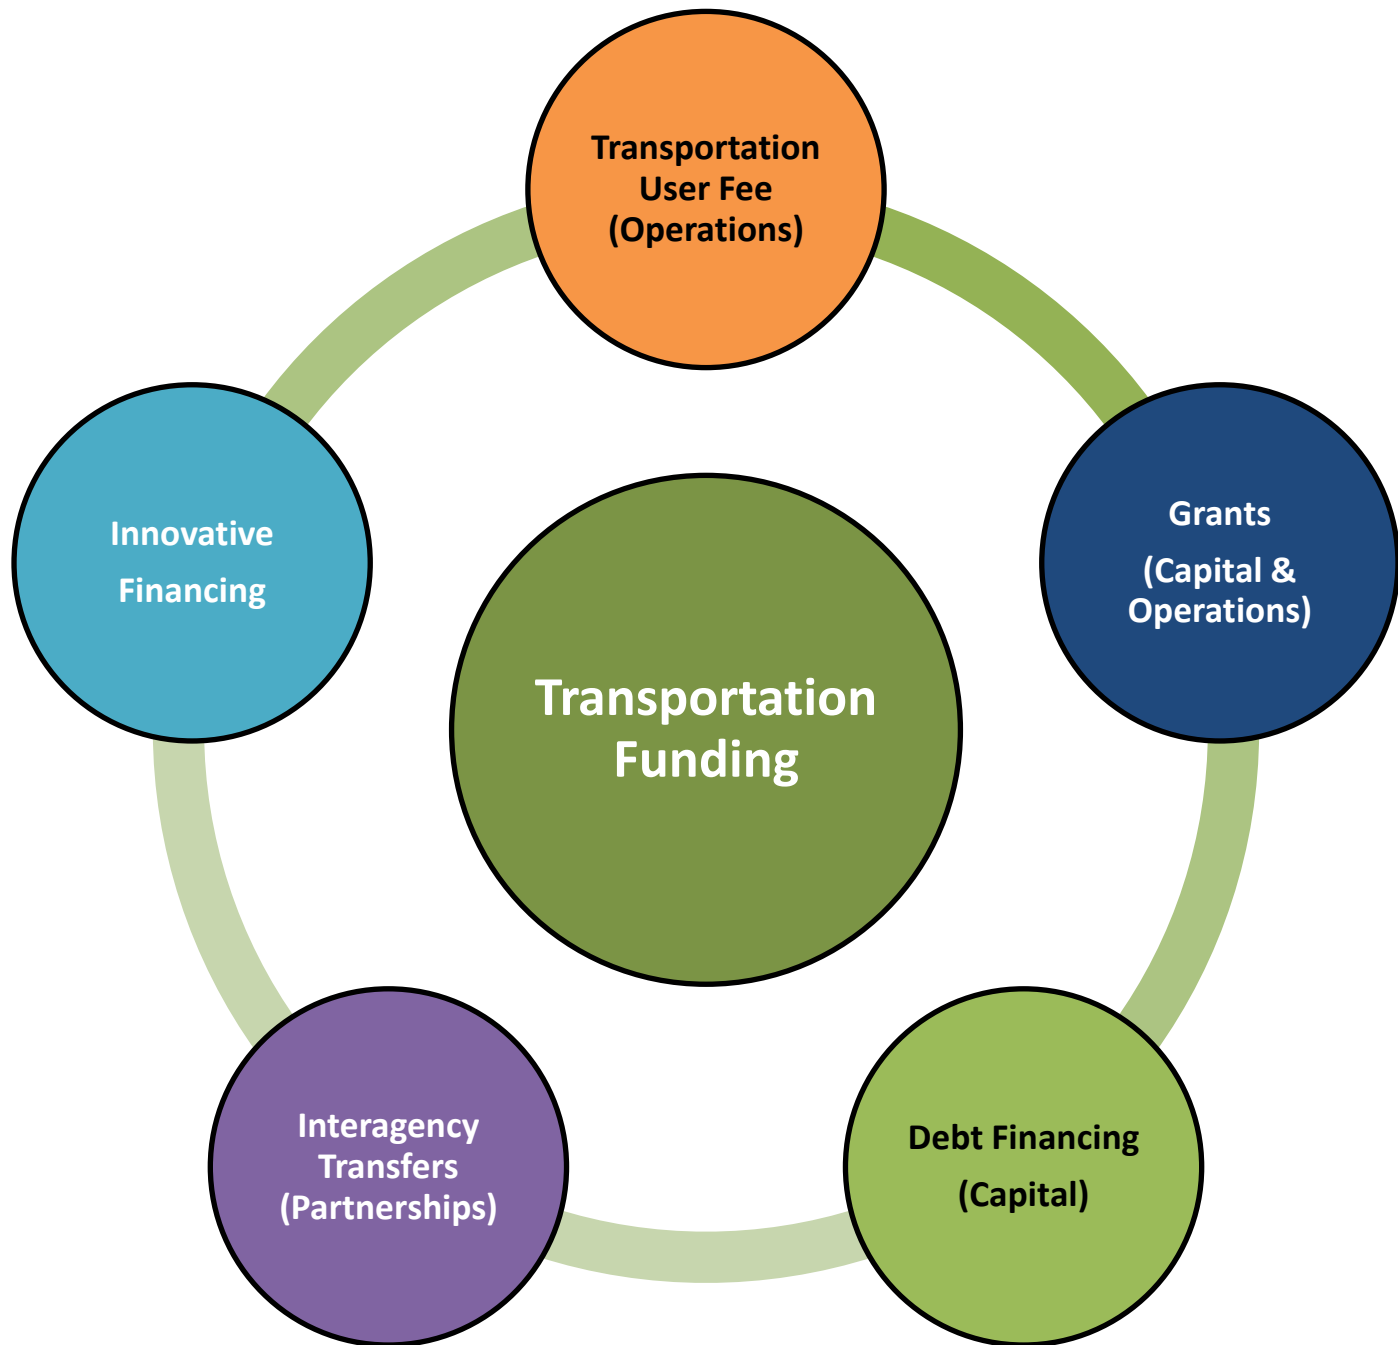 Transportation
User Fee
(Operations)
Grants
(Capital &
Operations)
Innovative
Financing
Transportation
Funding
Interagency
Transfers
(Partnerships)
Debt Financing
(Capital)